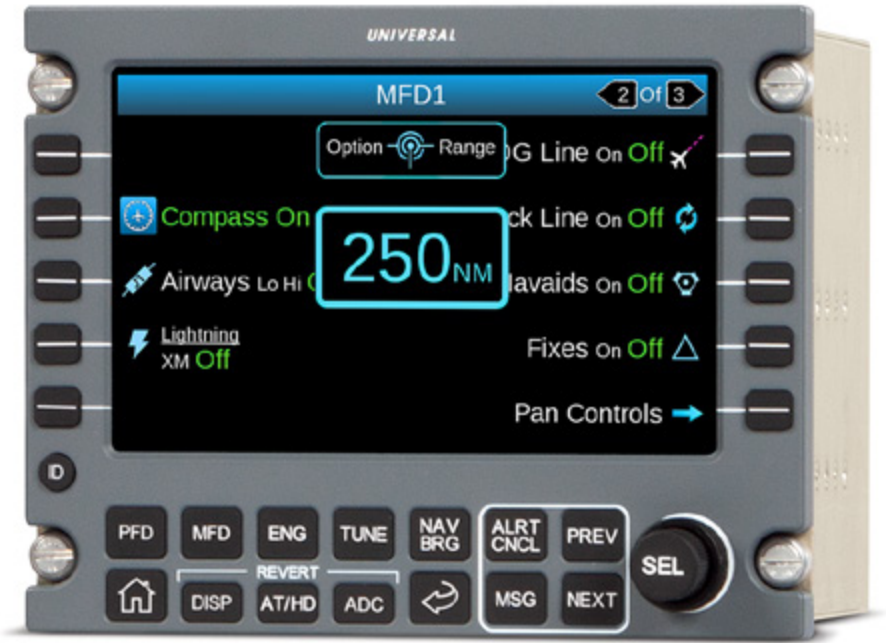 UNIVERSAL
MFD1
2 Of 3
Option Range
G Line On Off
Compass On
ck Line On Off
250 NM
Airways Lo Hi
avaids On Off
Lightning
XM Off
Fixes On Off
Pan Controls
ID
PFD
MFD
ENG
TUNE
NAV
BRG
ALRT
CNCL
PREV
SEL
REVERT
DISP
AT/HD
ADC
MSG
NEXT